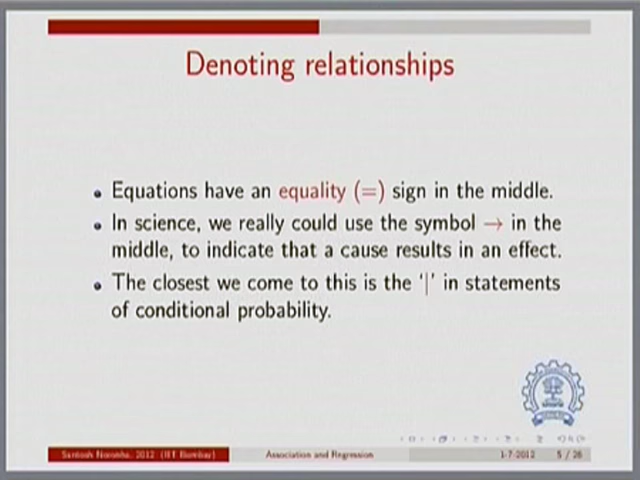 Denoting relationships
Equations have an equality (=) sign in the middle.
In science, we really could use the symbol → in the
middle, to indicate that a cause results in an effect.
The closest we come to this is the '|' in statements
of conditional probability.
Santosh Noronha, 2012 (IIT Bombay)
Association and Regression
1-7-2012
5 / 26